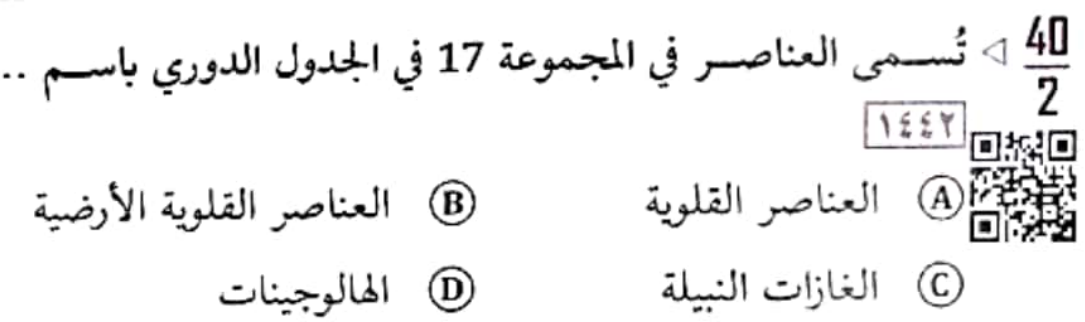 40/2 ◁ تُسمى العناصر في المجموعة 17 في الجدول الدوري باسم ..
١٤٤٢
Ⓐ العناصر القلوية Ⓑ العناصر القلوية الأرضية
Ⓒ الغازات النبيلة Ⓓ الهالوجينات